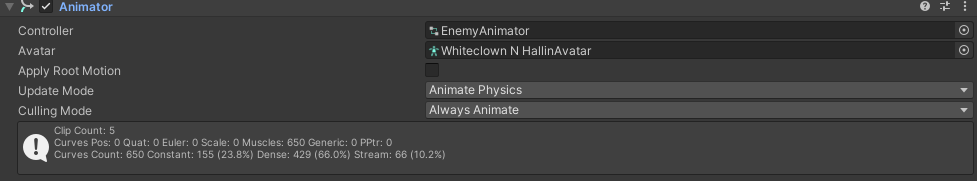 Animator
Controller
EnemyAnimator
Avatar
Whiteclown N HallinAvatar
Apply Root Motion
Update Mode
Animate Physics
Culling Mode
Always Animate
Clip Count: 5
Curves Pos: 0 Quat: 0 Euler: 0 Scale: 0 Muscles: 650 Generic: 0 PPtr: 0
Curves Count: 650 Constant: 155 (23.8%) Dense: 429 (66.0%) Stream: 66 (10.2%)